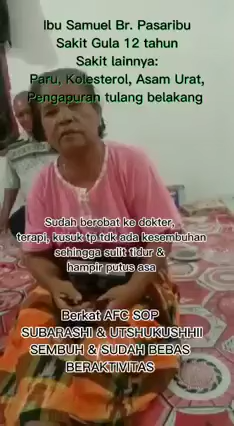 Ibu Samuel Br. Pasaribu
Sakit Gula 12 tahun
Sakit lainnya:
Paru, Kolesterol, Asam Urat,
Pengapuran tulang belakang
Sudah berobat ke dokter,
terapi, kusuk tp tdk ada kesembuhan
sehingga sulit tidur &
hampir putus asa
Berkat AFC SOP
SUBARASHI & UTSHUKUSHHII
SEMBUH & SUDAH BEBAS
BERAKTIVITAS